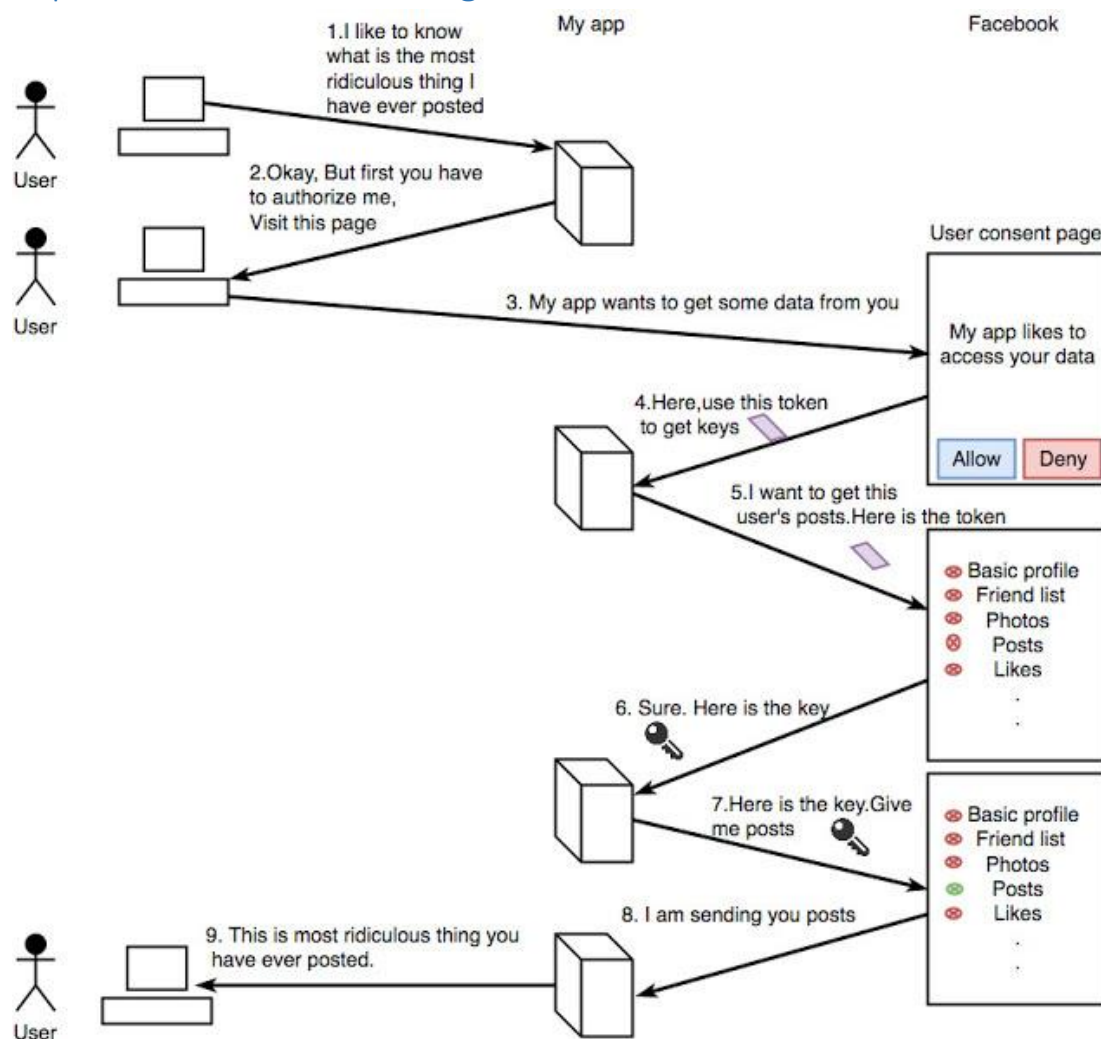 My app
Facebook
1.I like to know
what is the most
ridiculous thing I
have ever posted
User
2.Okay, But first you have
to authorize me,
Visit this page
User consent page
User
3. My app wants to get some data from you
My app likes to
access your data
4.Here,use this token
to get keys
Allow
Deny
5.I want to get this
user's posts.Here is the token
Basic profile
Friend list
Photos
Posts
Likes
.
.
6. Sure. Here is the key
7.Here is the key.Give
me posts
Basic profile
Friend list
Photos
Posts
Likes
.
.
8. I am sending you posts
9. This is most ridiculous thing you
have ever posted.
User